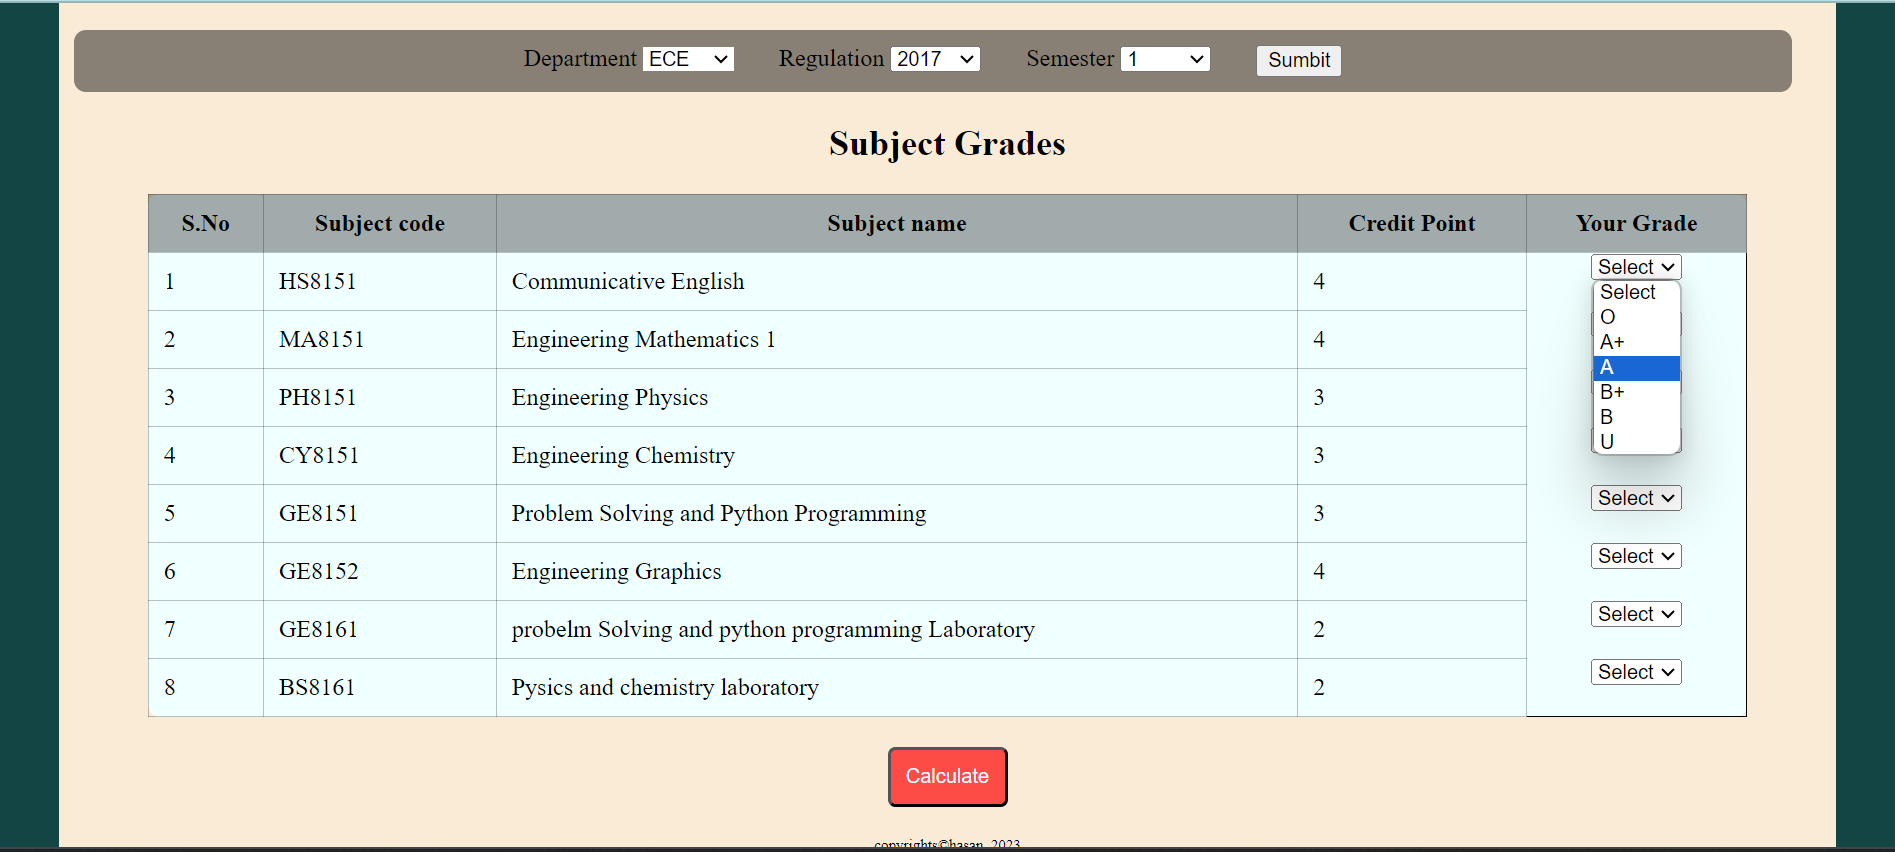 Department ECE Regulation 2017 Semester 1 Sumbit
Subject Grades
S.No Subject code Subject name Credit Point Your Grade
1 HS8151 Communicative English 4 Select
Select
O
A+
A
B+
B
U
2 MA8151 Engineering Mathematics 1 4
3 PH8151 Engineering Physics 3
4 CY8151 Engineering Chemistry 3
5 GE8151 Problem Solving and Python Programming 3 Select
6 GE8152 Engineering Graphics 4 Select
7 GE8161 probelm Solving and python programming Laboratory 2 Select
8 BS8161 Pysics and chemistry laboratory 2 Select
Calculate
copyrights©hasan, 2023